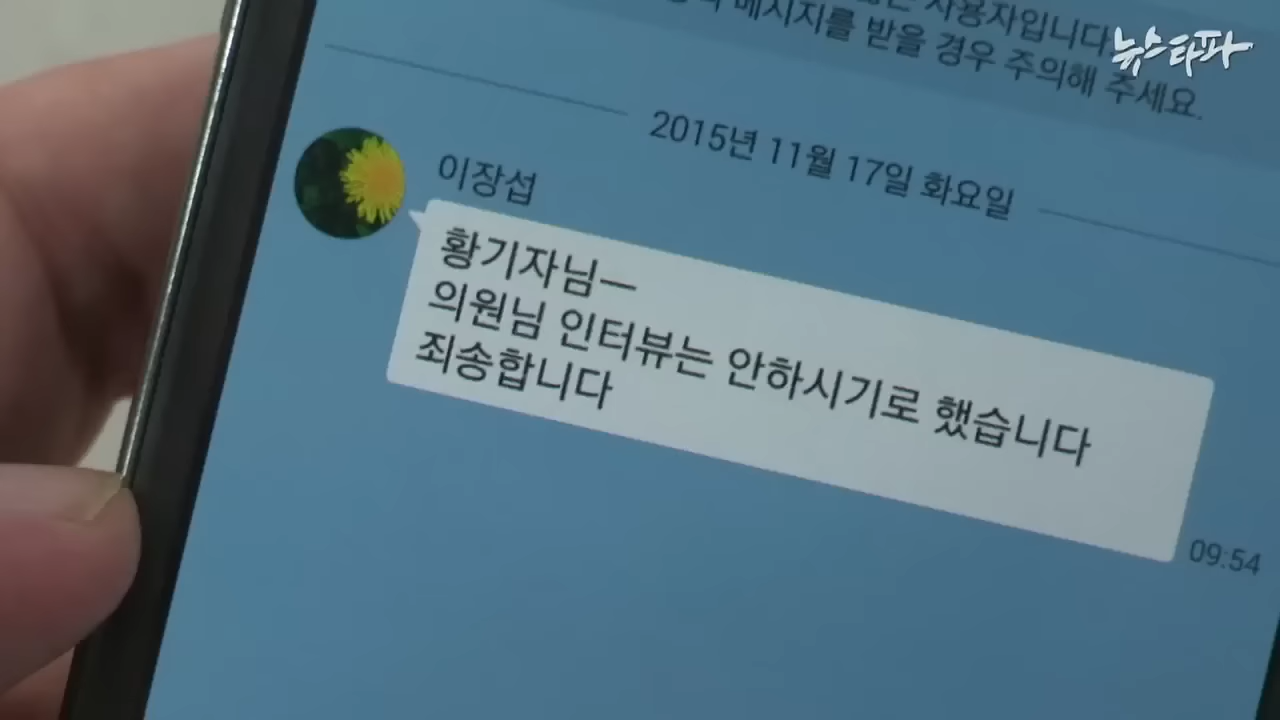 사용자입니다
메시지를 받을 경우 주의해 주세요.
뉴스타파
2015년 11월 17일 화요일
이장섭
황기자님ㅡ
의원님 인터뷰는 안하시기로 했습니다
죄송합니다
09:54